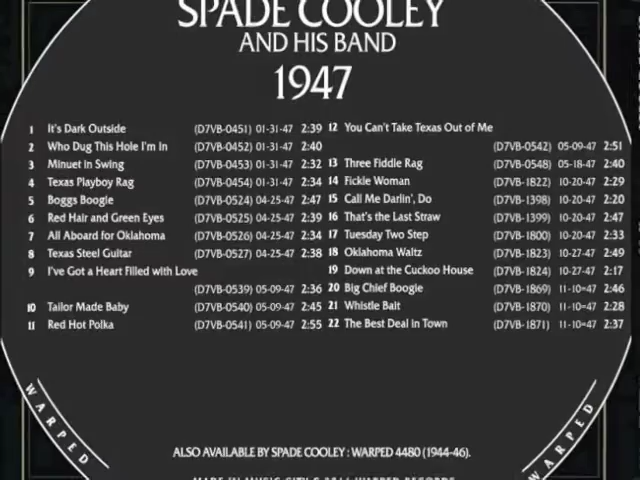 SPADE COOLEY
AND HIS BAND
1947
1 It's Dark Outside (D7VB-0451) 01-31-47 2:39
2 Who Dug This Hole I'm In (D7VB-0452) 01-31-47 2:40
3 Minuet in Swing (D7VB-0453) 01-31-47 2:32
4 Texas Playboy Rag (D7VB-0454) 01-31-47 2:34
5 Boggs Boogie (D7VB-0524) 04-25-47 2:47
6 Red Hair and Green Eyes (D7VB-0525) 04-25-47 2:39
7 All Aboard for Oklahoma (D7VB-0526) 04-25-47 2:34
8 Texas Steel Guitar (D7VB-0527) 04-25-47 2:38
9 I've Got a Heart Filled with Love
(D7VB-0539) 05-09-47 2:36
10 Tailor Made Baby (D7VB-0540) 05-09-47 2:45
11 Red Hot Polka (D7VB-0541) 05-09-47 2:55
12 You Can't Take Texas Out of Me
(D7VB-0542) 05-09-47 2:51
13 Three Fiddle Rag (D7VB-0548) 05-18-47 2:40
14 Fickle Woman (D7VB-1822) 10-20-47 2:29
15 Call Me Darlin', Do (D7VB-1398) 10-20-47 2:20
16 That's the Last Straw (D7VB-1399) 10-20-47 2:47
17 Tuesday Two Step (D7VB-1800) 10-20-47 2:33
18 Oklahoma Waltz (D7VB-1823) 10-27-47 2:49
19 Down at the Cuckoo House (D7VB-1824) 10-27-47 2:17
20 Big Chief Boogie (D7VB-1869) 11-10-47 2:46
21 Whistle Bait (D7VB-1870) 11-10-47 2:28
22 The Best Deal in Town (D7VB-1871) 11-10-47 2:37
WARPED
WARPED
ALSO AVAILABLE BY SPADE COOLEY : WARPED 4480 (1944-46).
MADE IN MUSIC CITY WARPED RECORDS